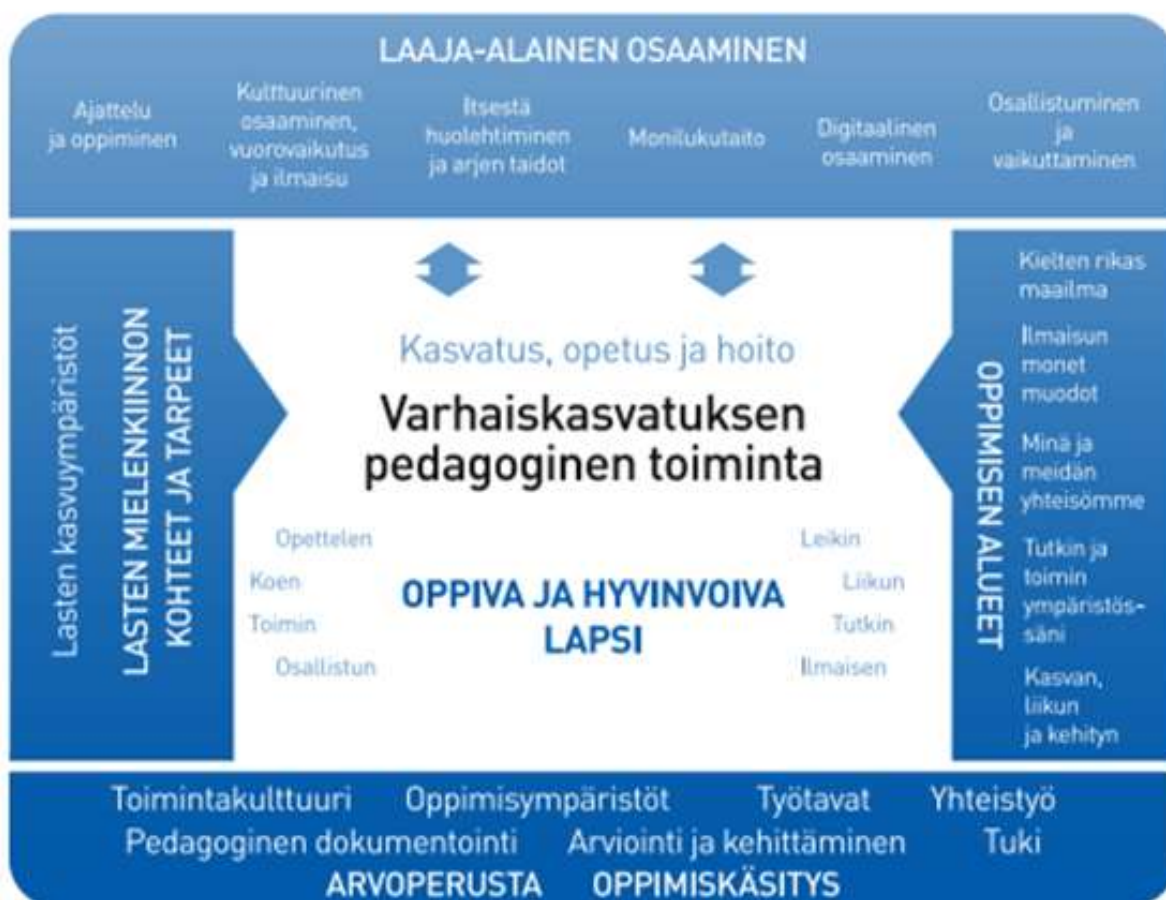 LAAJA-ALAINEN OSAAMINEN
Ajattelu
ja oppiminen
Kulttuurinen
osaaminen,
vuorovaikutus
ja ilmaisu
Itsestä
huolehtiminen
ja arjen taidot
Monilukutaito
Digitaalinen
osaaminen
Osallistuminen
ja
vaikuttaminen
Lasten kasvuympäristöt
LASTEN MIELENKIINNON
KOHTEET JA TARPEET
Kasvatus, opetus ja hoito
Varhaiskasvatuksen
pedagoginen toiminta
Opettelen
Koen
Toimin
Osallistun
OPPIVA JA HYVINVOIVA
LAPSI
Leikin
Liikun
Tutkin
Ilmaisen
OPPIMISEN ALUEET
Kielten rikas
maailma
Ilmaisun
monet
muodot
Minä ja
meidän
yhteisömme
Tutkin ja
toimin
ympäristös-
säni
Kasvan,
liikun
ja kehityn
Toimintakulttuuri Oppimisympäristöt Työtavat Yhteistyö
Pedagoginen dokumentointi Arviointi ja kehittäminen Tuki
ARVOPERUSTA OPPIMISKÄSITYS